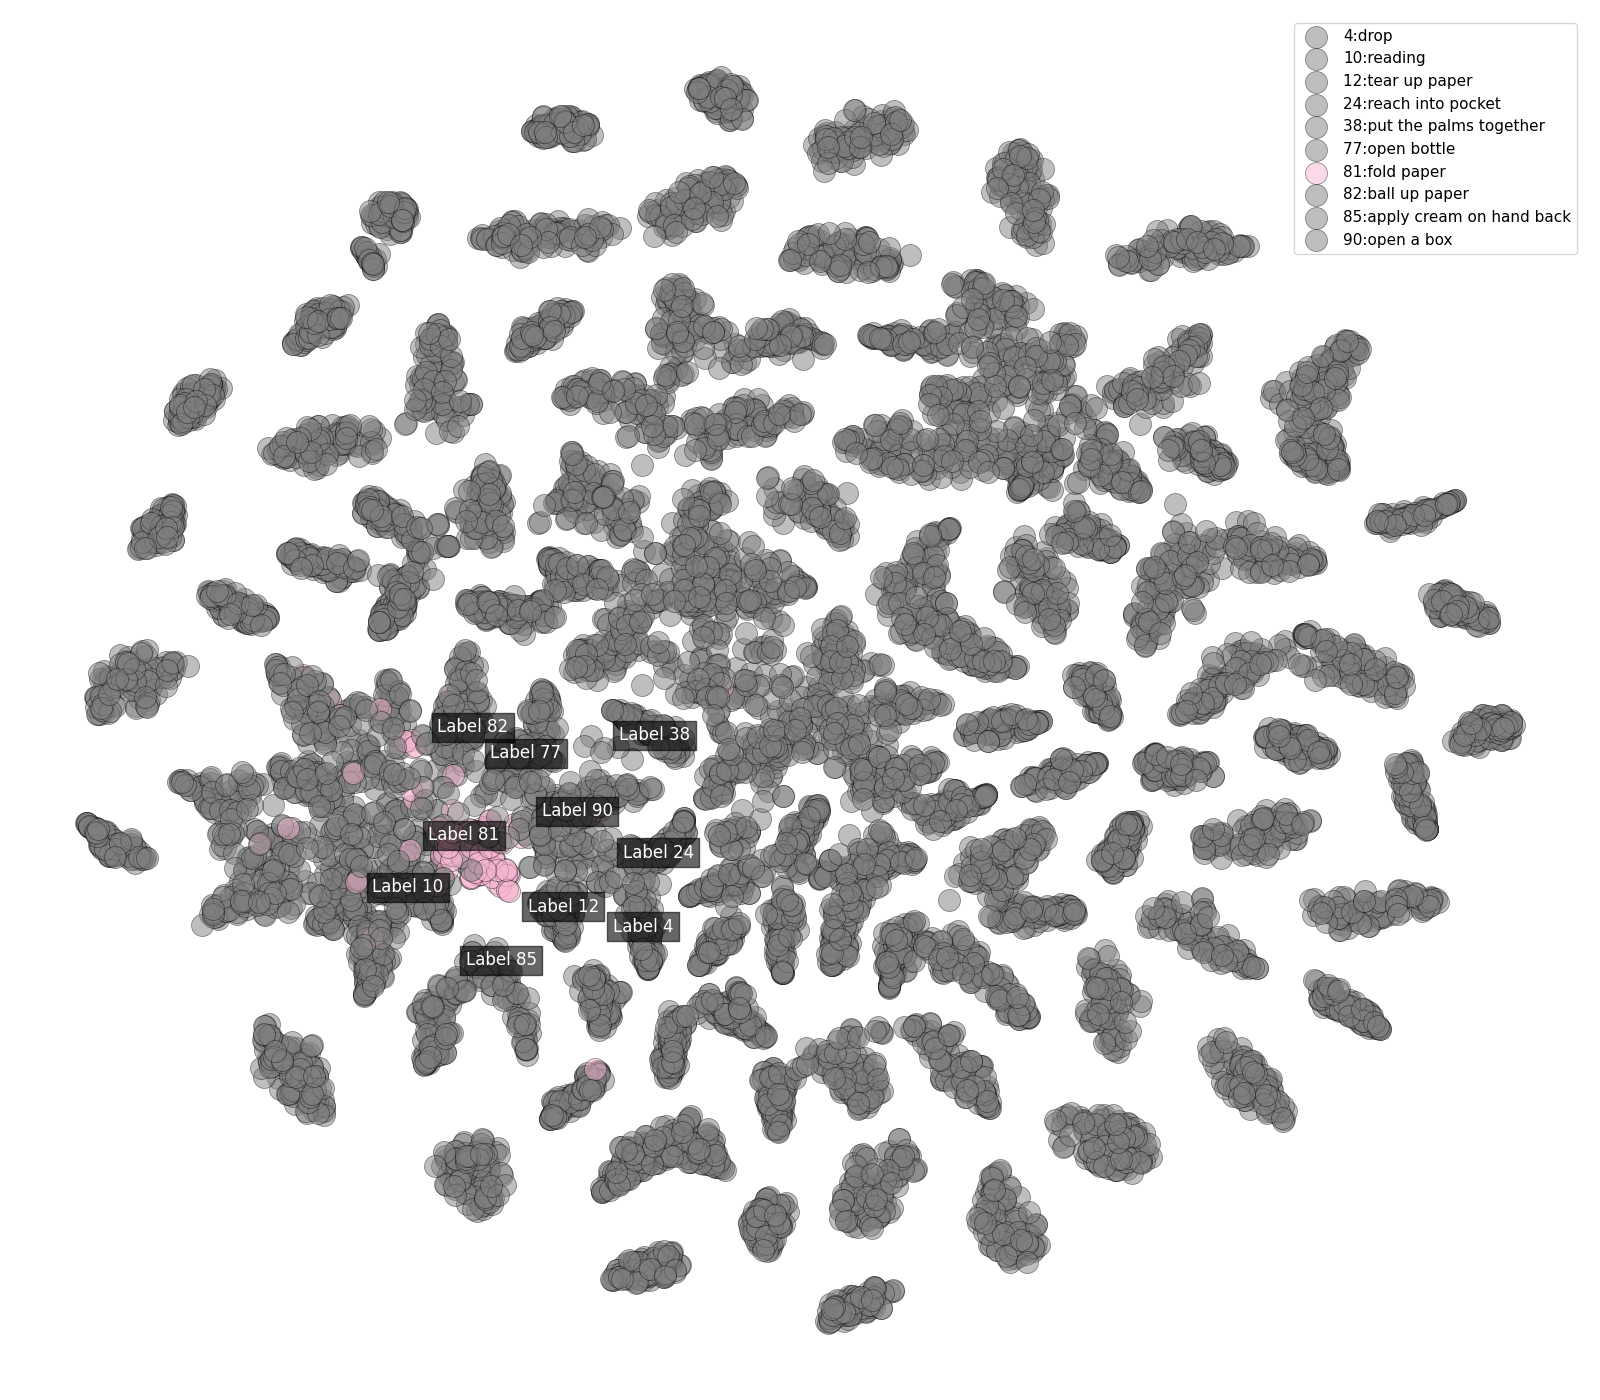 4:drop
10:reading
12:tear up paper
24:reach into pocket
38:put the palms together
77:open bottle
81:fold paper
82:ball up paper
85:apply cream on hand back
90:open a box
Label 82
Label 38
Label 77
Label 90
Label 81
Label 24
Label 10
Label 12
Label 4
Label 85